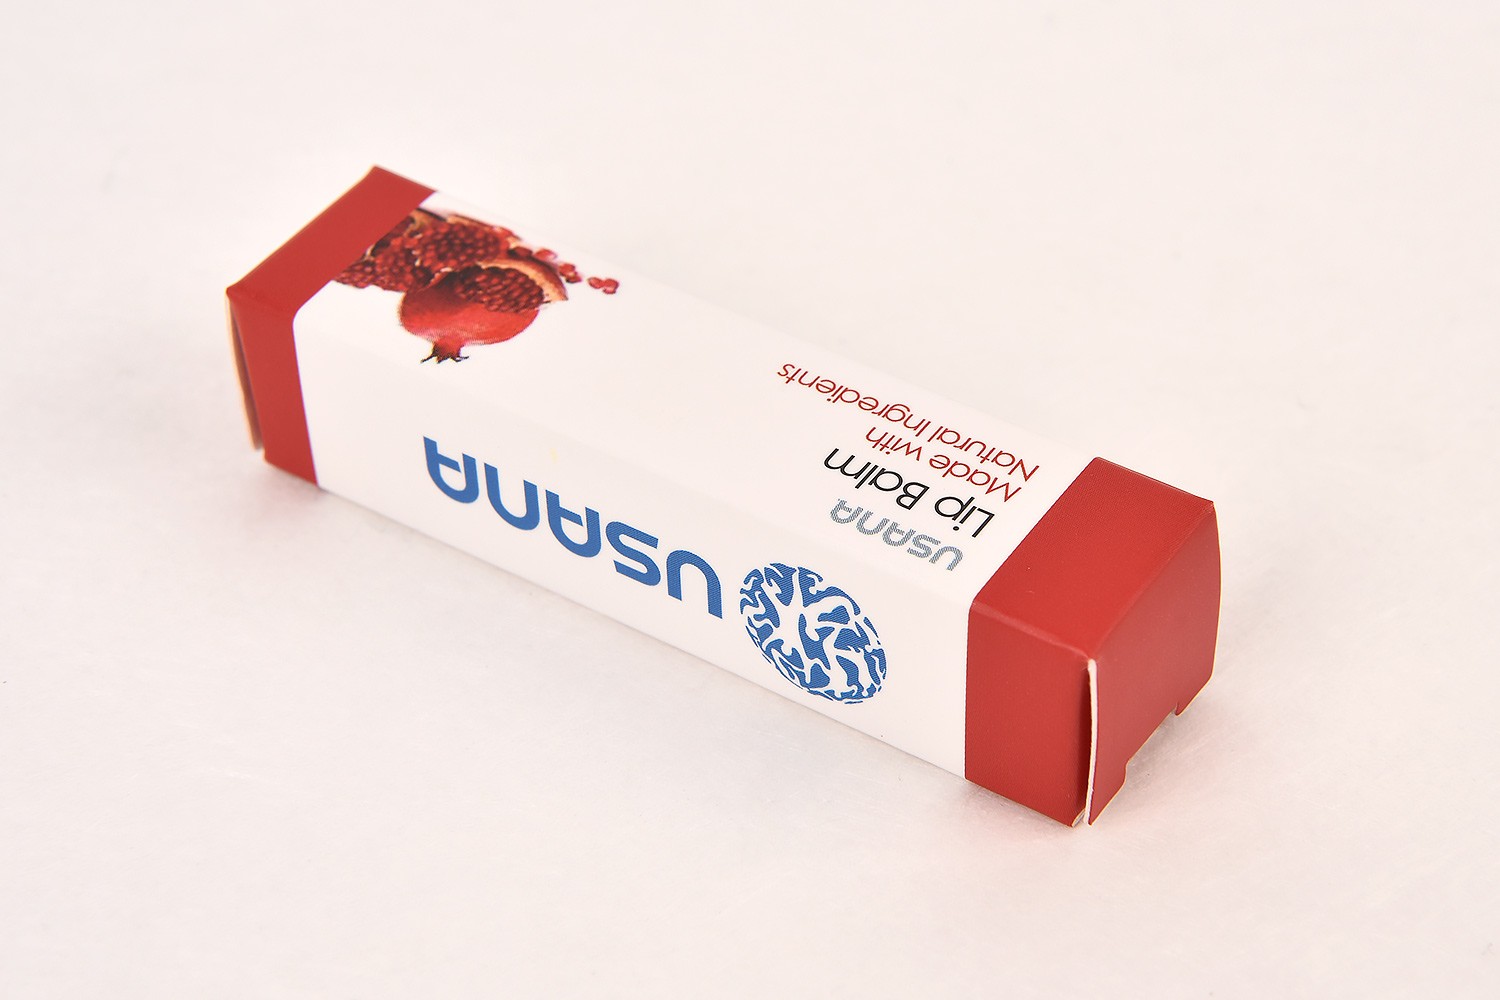 USANA
Lip Balm
Made with
Natural Ingredients
USANA